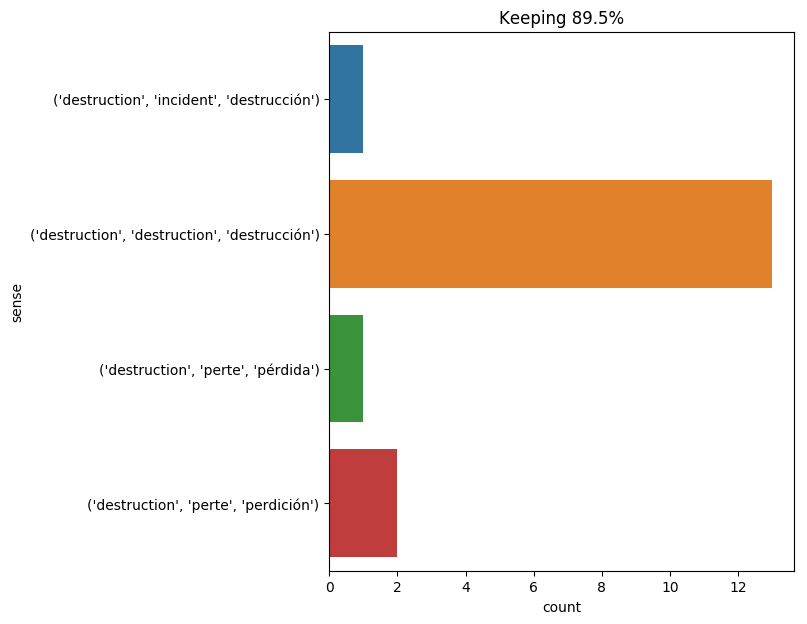 Keeping 89.5%
('destruction', 'incident', 'destrucción')
('destruction', 'destruction', 'destrucción')
('destruction', 'perte', 'pérdida')
('destruction', 'perte', 'perdición')
sense
0 2 4 6 8 10 12
count